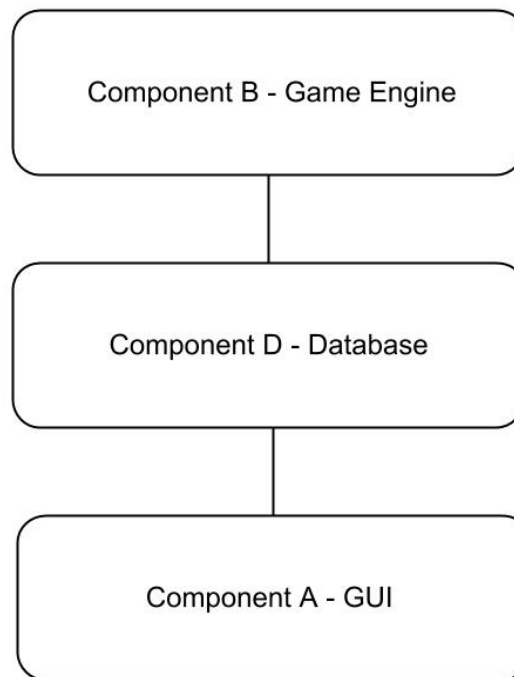 Component B - Game Engine
Component D - Database
Component A - GUI